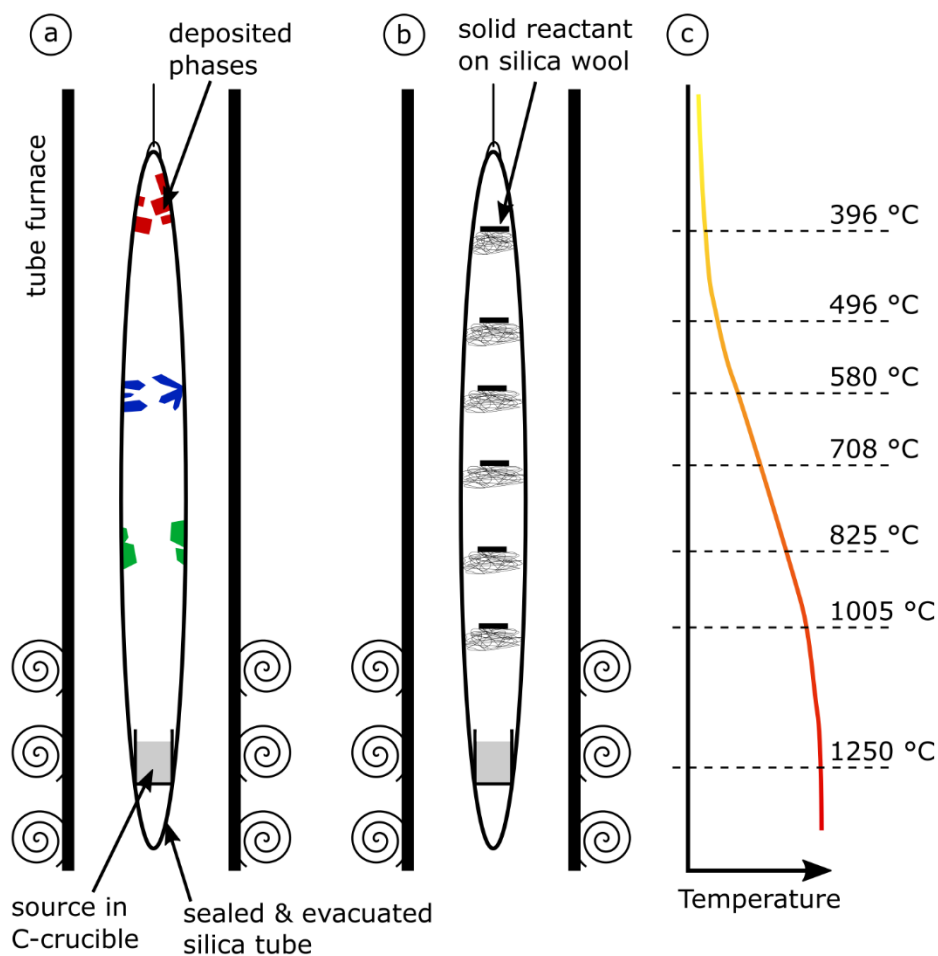 a
deposited
phases
tube furnace
source in
C-crucible
sealed & evacuated
silica tube
b
solid reactant
on silica wool
c
396 °C
496 °C
580 °C
708 °C
825 °C
1005 °C
1250 °C
Temperature